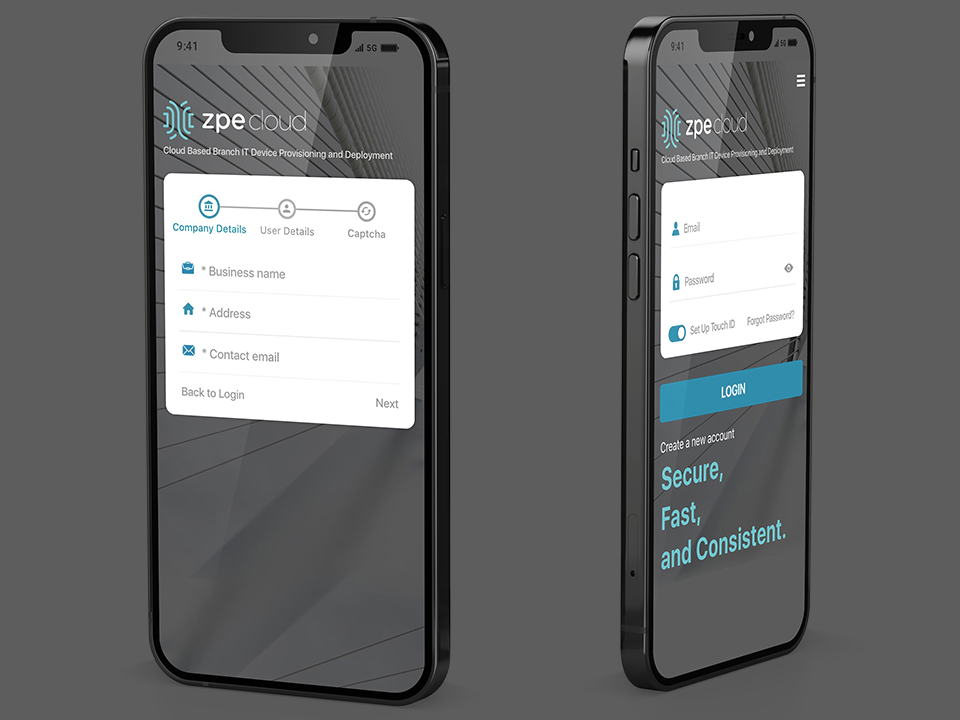 9:41
5G
zpe cloud
Cloud Based Branch IT Device Provisioning and Deployment
Company Details
User Details
Captcha
* Business name
* Address
* Contact email
Back to Login
Next
9:41
5G
zpe cloud
Cloud Based Branch IT Device Provisioning and Deployment
Email
Password
Set Up Touch ID
Forgot Password?
LOGIN
Create a new account
Secure,
Fast,
and Consistent.